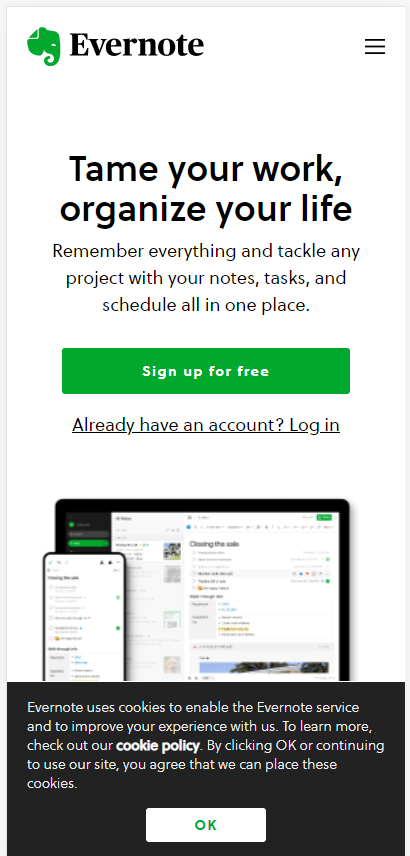 Evernote
Tame your work,
organize your life
Remember everything and tackle any
project with your notes, tasks, and
schedule all in one place.
Sign up for free
Already have an account? Log in
Closing the sale
Closing the sale
Evernote uses cookies to enable the Evernote service
and to improve your experience with us. To learn more,
check out our cookie policy. By clicking OK or continuing
to use our site, you agree that we can place these
cookies.
OK